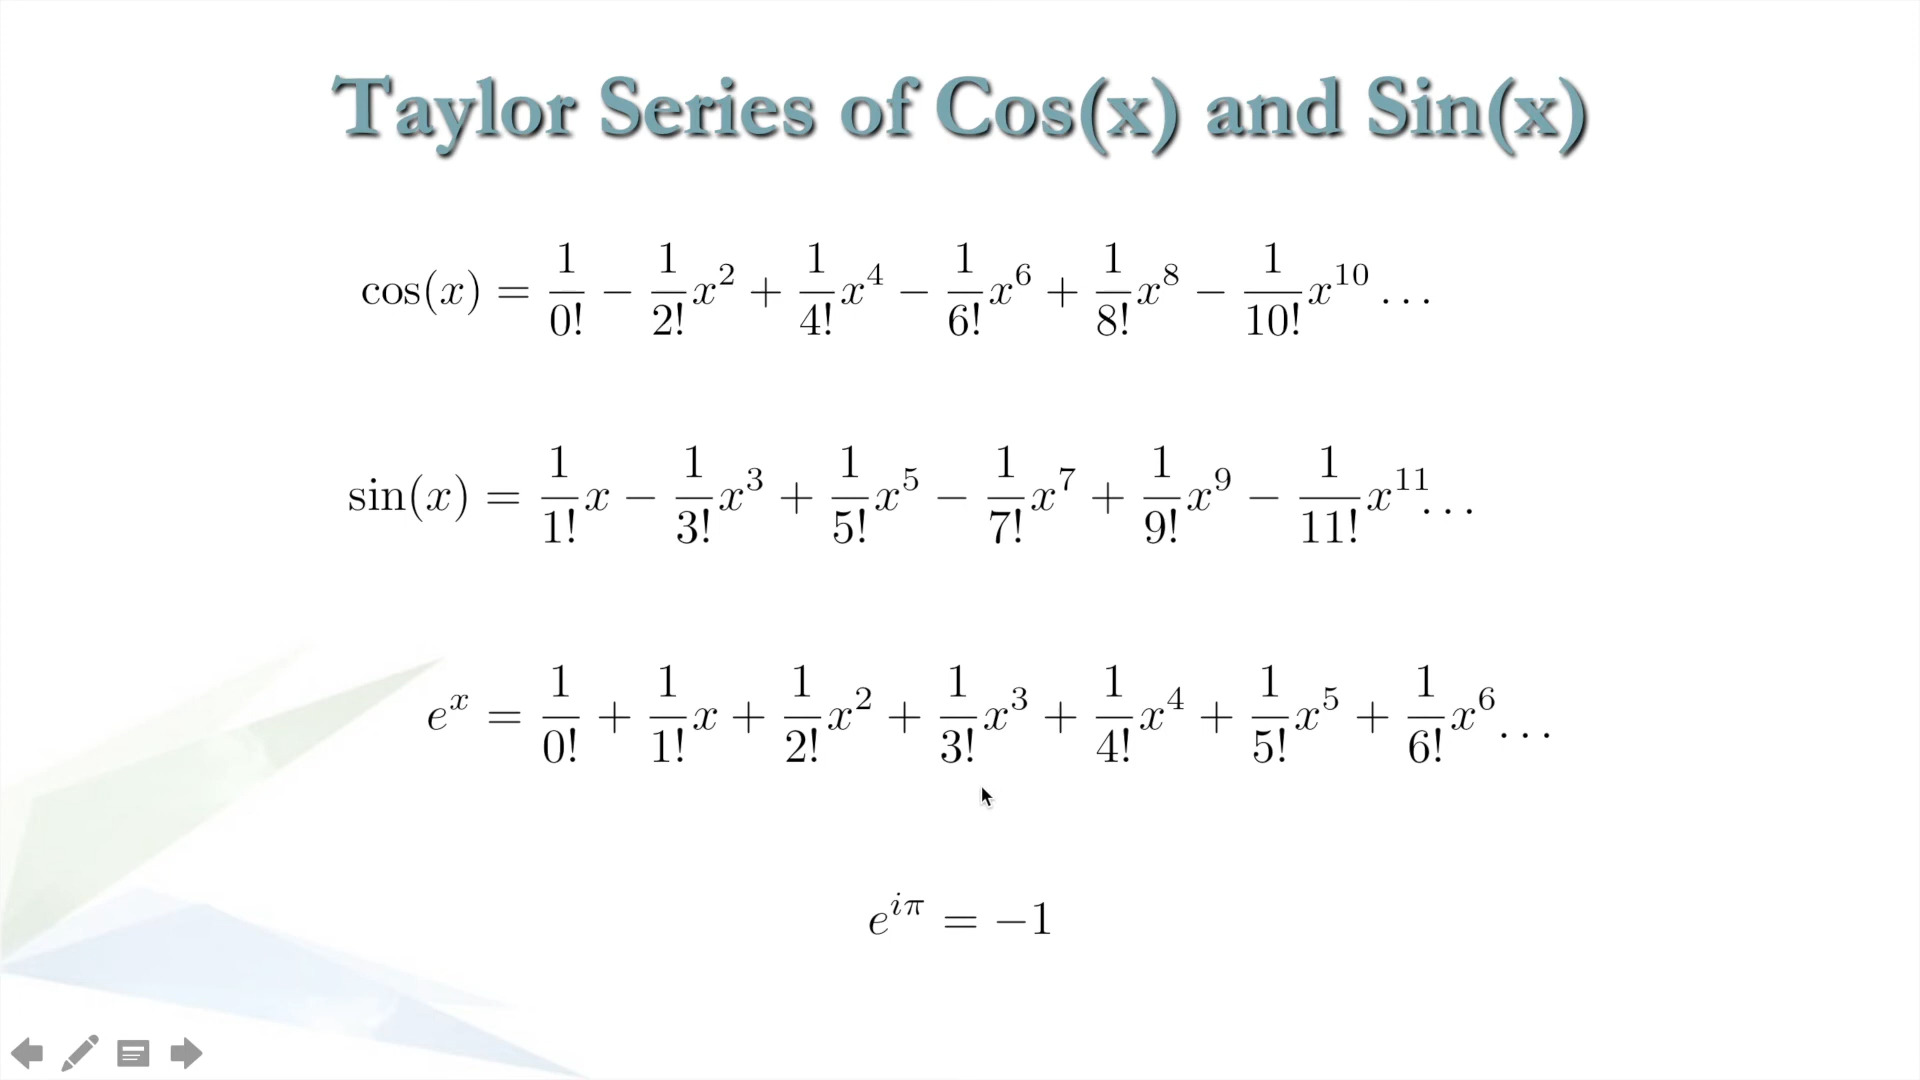 Taylor Series of Cos(x) and Sin(x)
cos(x) = 1/0! − 1/2! x² + 1/4! x⁴ − 1/6! x⁶ + 1/8! x⁸ − 1/10! x¹⁰ ...
sin(x) = 1/1! x − 1/3! x³ + 1/5! x⁵ − 1/7! x⁷ + 1/9! x⁹ − 1/11! x¹¹ ...
eˣ = 1/0! + 1/1! x + 1/2! x² + 1/3! x³ + 1/4! x⁴ + 1/5! x⁵ + 1/6! x⁶ ...
e^{iπ} = −1